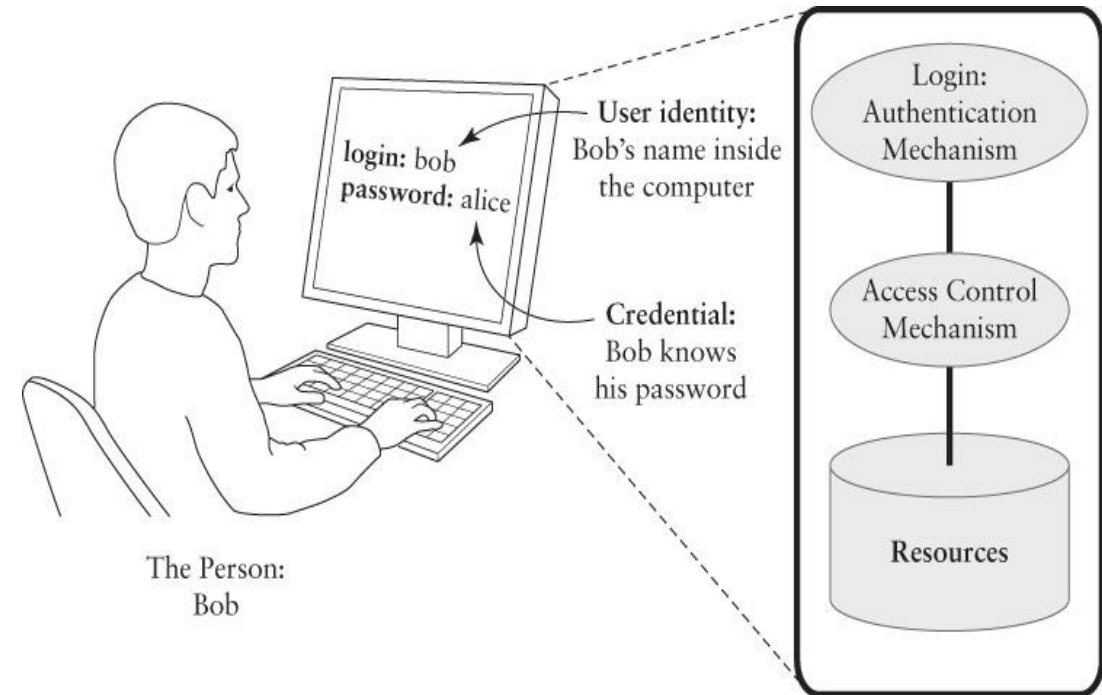 login: bob
password: alice
User identity:
Bob’s name inside
the computer
Credential:
Bob knows
his password
The Person:
Bob
Login:
Authentication
Mechanism
Access Control
Mechanism
Resources